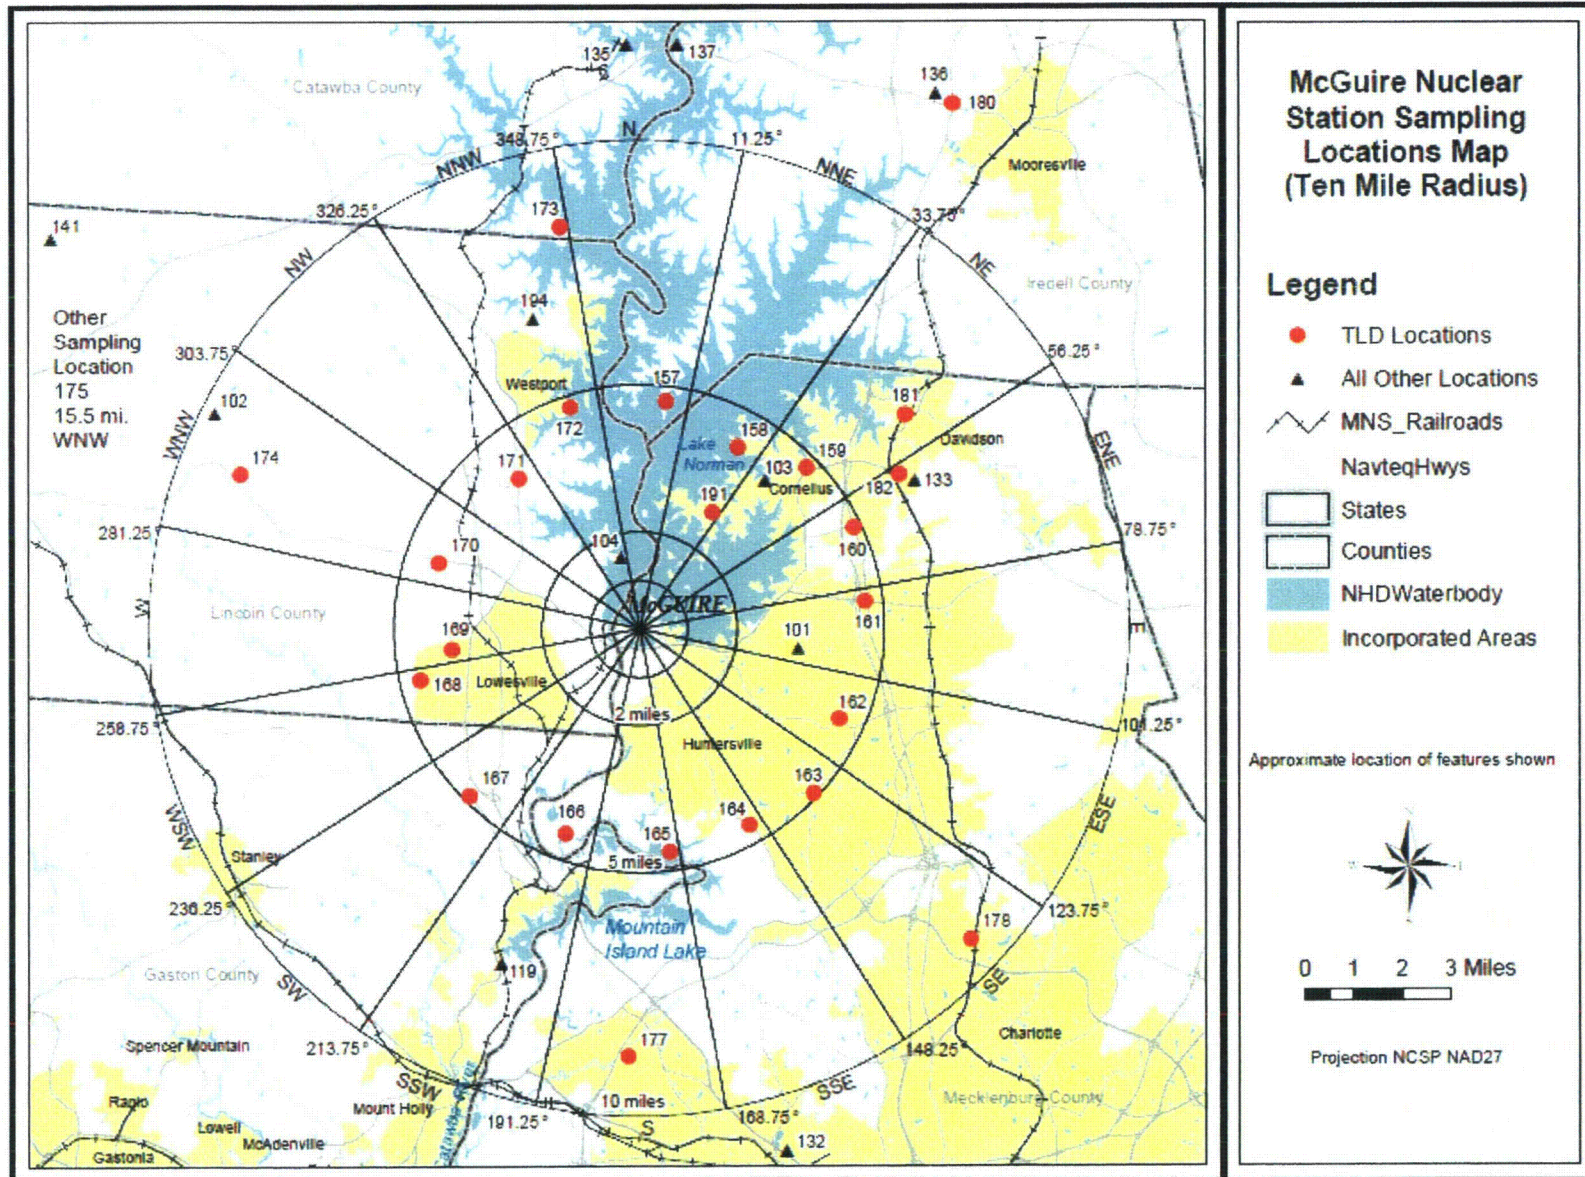 135
137
136
180
Catawba County
348.75°
N
11.25°
NNW
NNE
Mooresville
326.25°
173
33.75°
141
NW
NE
Iredell County
194
Other
Sampling
Location
175
15.5 mi.
WNW
303.75°
56.25°
Westport
157
181
102
172
WNW
158
Davidson
ENE
Lake
Norman
159
174
171
103
Cornelius
182
133
191
281.25°
78.75°
104
160
170
McGUIRE
W
Lincoln County
161
E
169
101
168
Lowesville
162
2 miles
258.75°
101.25°
Huntersville
167
163
166
164
WSW
165
ESE
5 miles
Stanley
236.25°
123.75°
178
Mountain
Island Lake
119
Gaston County
SW
SE
Spencer Mountain
213.75°
177
148.25°
Charlotte
SSW
SSE
Ranlo
Mount Holly
10 miles
Mecklenburg County
191.25°
168.75°
Lowell
S
McAdenville
132
Gastonia
McGuire Nuclear
Station Sampling
Locations Map
(Ten Mile Radius)
Legend
TLD Locations
All Other Locations
MNS_Railroads
NavteqHwys
States
Counties
NHDWaterbody
Incorporated Areas
Approximate location of features shown
0 1 2 3 Miles
Projection NCSP NAD27